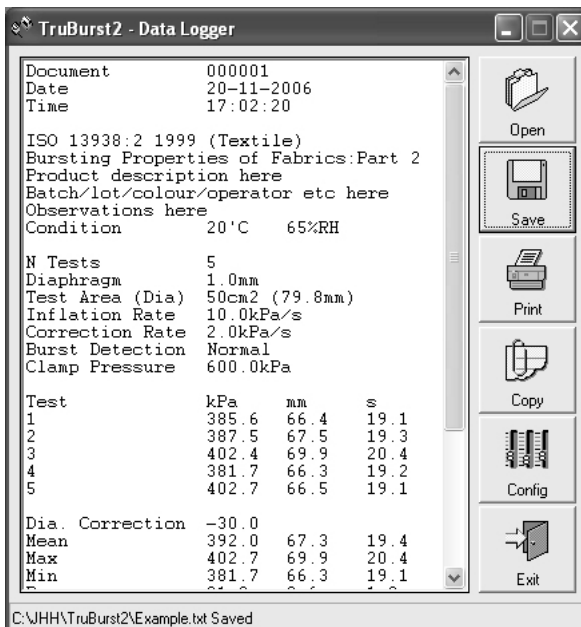 TruBurst2 - Data Logger
Document 000001
Date 20-11-2006
Time 17:02:20
ISO 13938:2 1999 (Textile)
Bursting Properties of Fabrics:Part 2
Product description here
Batch/lot/colour/operator etc here
Observations here
Condition 20'C 65%RH
N Tests 5
Diaphragm 1.0mm
Test Area (Dia) 50cm2 (79.8mm)
Inflation Rate 10.0kPa/s
Correction Rate 2.0kPa/s
Burst Detection Normal
Clamp Pressure 600.0kPa
Test kPa mm s
1 385.6 66.4 19.1
2 387.5 67.5 19.3
3 402.4 69.9 20.4
4 381.7 66.3 19.2
5 402.7 66.5 19.1
Dia. Correction -30.0
Mean 392.0 67.3 19.4
Max 402.7 69.9 20.4
Min 381.7 66.3 19.1
Open
Save
Print
Copy
Config
Exit
C:\JHH\TruBurst2\Example.txt Saved